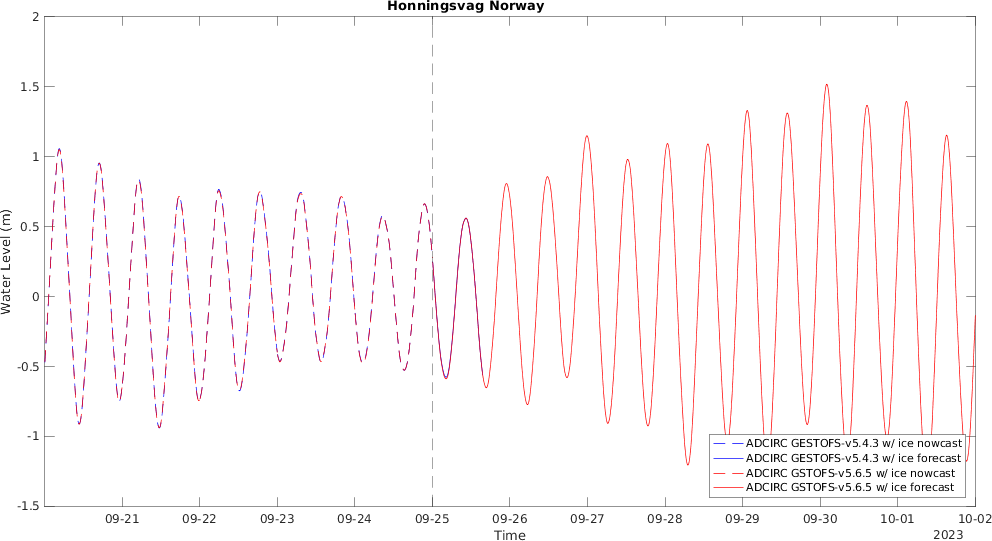 Honningsvag Norway
Water Level (m)
2
1.5
1
0.5
0
-0.5
-1
-1.5
ADCIRC GESTOFS-v5.4.3 w/ ice nowcast
ADCIRC GESTOFS-v5.4.3 w/ ice forecast
ADCIRC GSTOFS-v5.6.5 w/ ice nowcast
ADCIRC GSTOFS-v5.6.5 w/ ice forecast
09-21 09-22 09-23 09-24 09-25 09-26 09-27 09-28 09-29 09-30 10-01 10-02
Time
2023